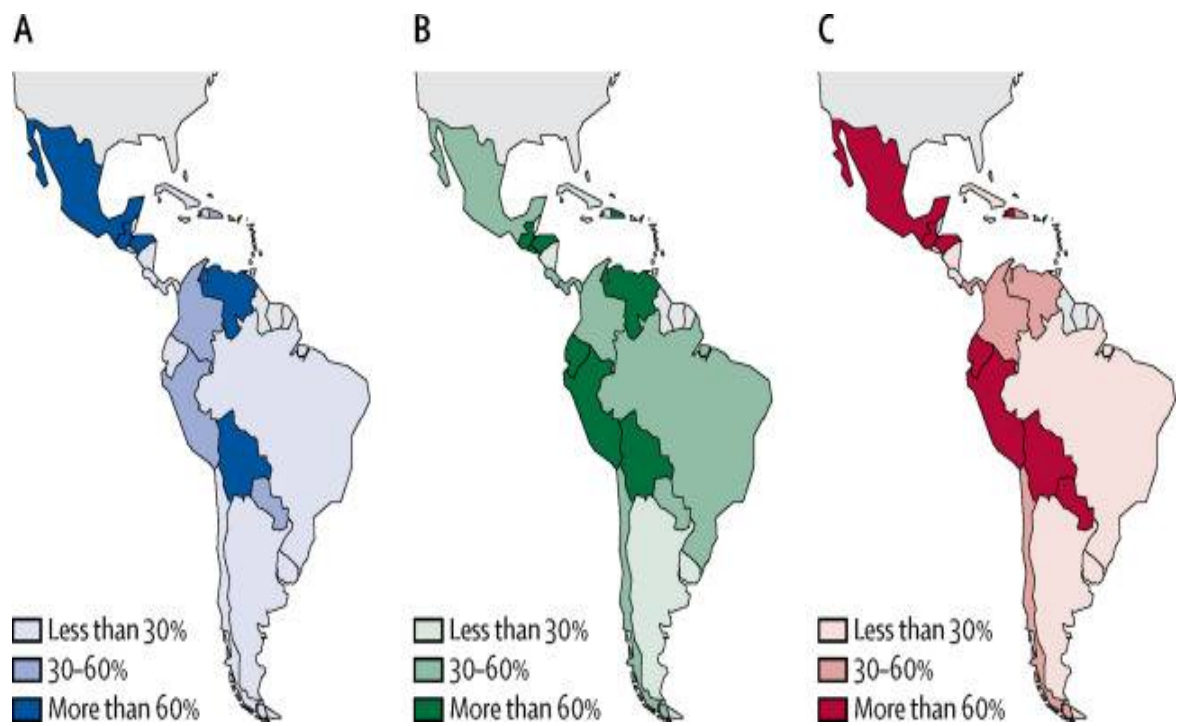 A
B
C
Less than 30%
30–60%
More than 60%
Less than 30%
30–60%
More than 60%
Less than 30%
30–60%
More than 60%